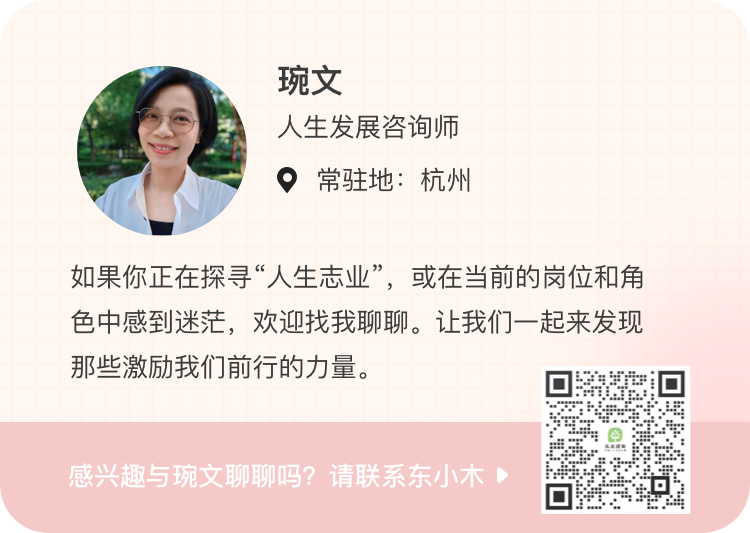 琬文
人生发展咨询师
常驻地：杭州
如果你正在探寻“人生志业”，或在当前的岗位和角
色中感到迷茫，欢迎找我聊聊。让我们一起来发现
那些激励我们前行的力量。
感兴趣与琬文聊聊吗？请联系东小木